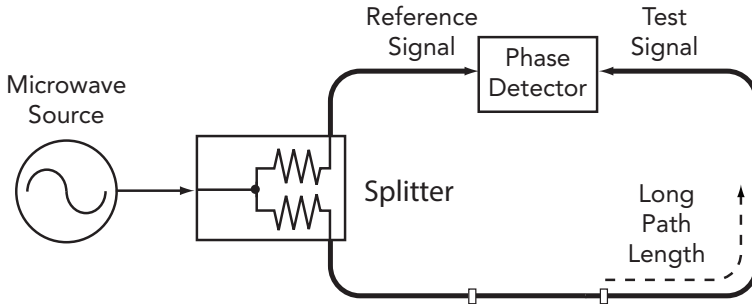 Reference
Signal
Test
Signal
Phase
Detector
Microwave
Source
Splitter
Long
Path
Length